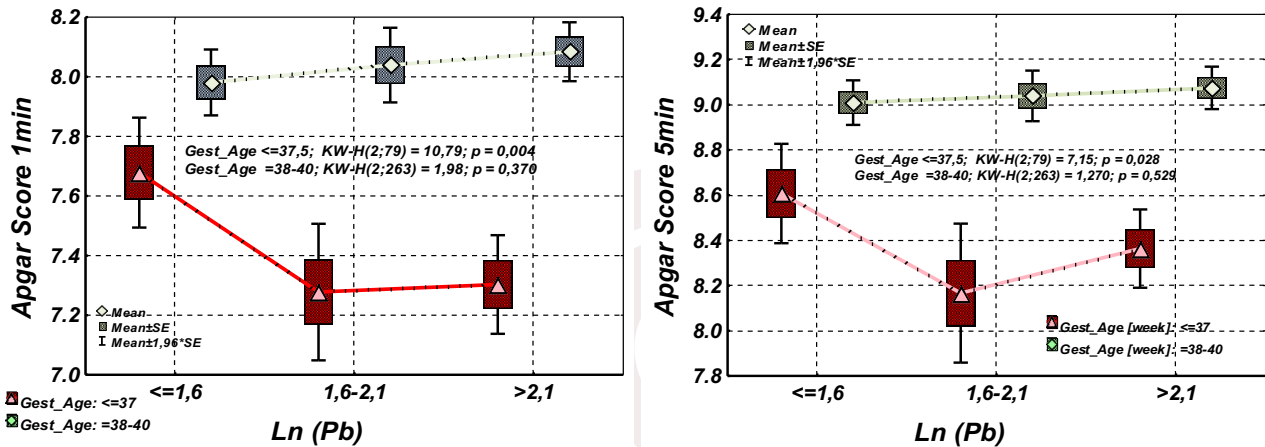 Apgar Score 1min
8.2
8.0
7.8
7.6
7.4
7.2
7.0
Gest_Age <=37,5; KW-H(2;79) = 10,79; p = 0,004
Gest_Age =38-40; KW-H(2;263) = 1,98; p = 0,370
Mean
Mean±SE
Mean±1,96*SE
<=1,6
1,6-2,1
>2,1
Ln (Pb)
Gest_Age: <=37
Gest_Age: =38-40
Apgar Score 5min
9.4
9.2
9.0
8.8
8.6
8.4
8.2
8.0
7.8
Mean
Mean±SE
Mean±1,96*SE
Gest_Age <=37,5; KW-H(2;79) = 7,15; p = 0,028
Gest_Age =38-40; KW-H(2;263) = 1,270; p = 0,529
Gest_Age [week]: <=37
Gest_Age [week]: =38-40
<=1,6
1,6-2,1
>2,1
Ln (Pb)